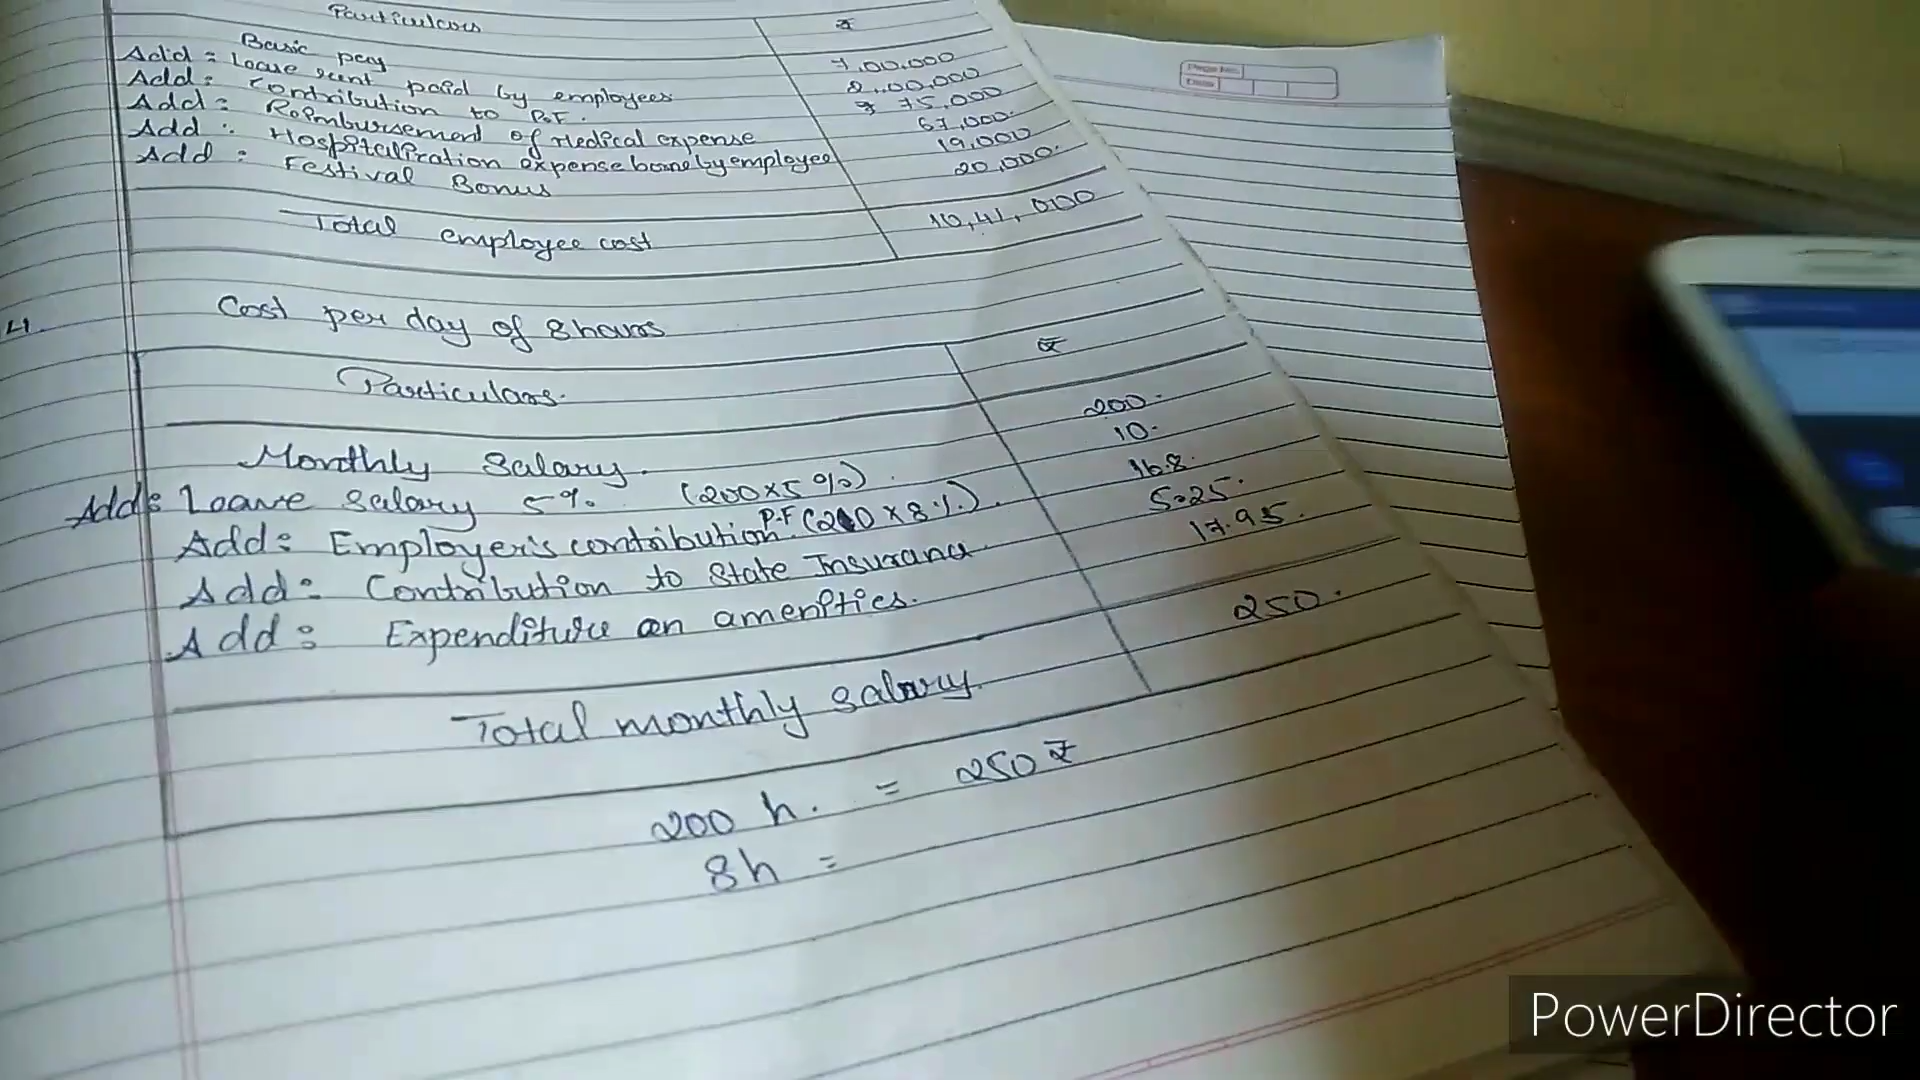 Particulars ₹
Basic pay 7,00,000
Add: Leave rent paid by employees 2,00,000
Add: Contribution to P.F. 75,000
Add: Reimbursement of Medical expense 67,000.
Add: Hospitalization expense borne by employee 19,000
Add: Festival Bonus 20,000.
Total employee cost 10,41,000
4. Cost per day of 8 hours
Particulars. ₹
Monthly Salary. 200.
Add: Leave Salary 5% (200×5%). 10.
Add: Employer's contribution P.F (210×8%). 16.8.
Add: Contribution to State Insurance 5.25.
Add: Expenditure on amenities. 17.95.
Total monthly salary. 250.
200 h. = 250 ₹
8h =
Page No.
Date
PowerDirector